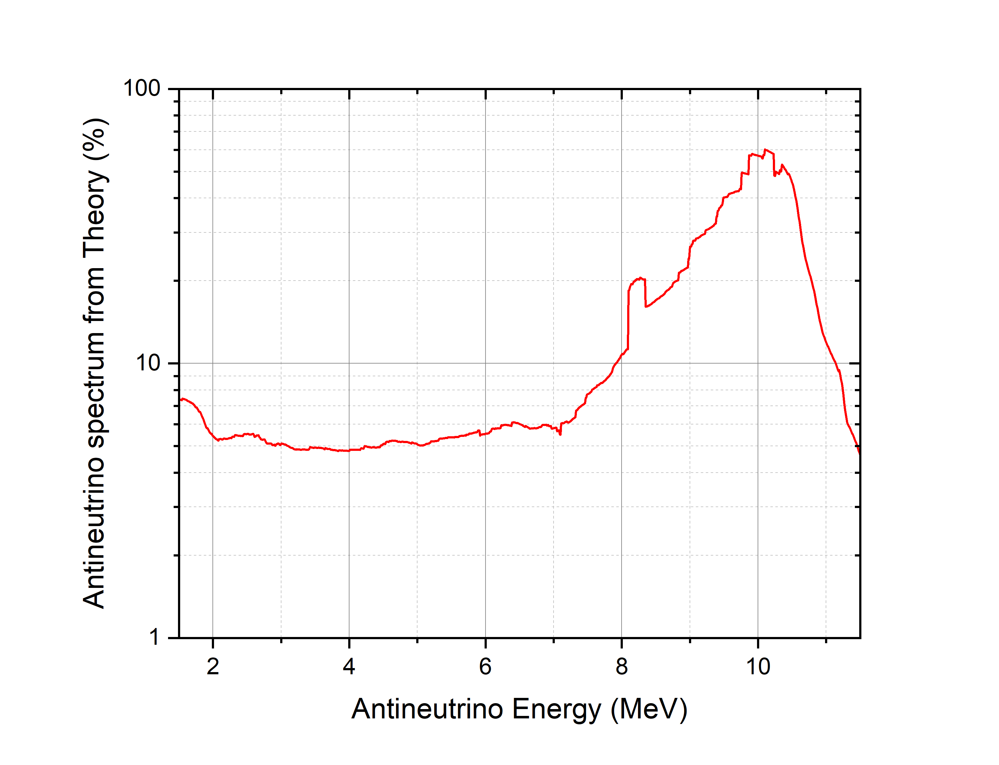 Antineutrino spectrum from Theory (%)
100
10
1
2 4 6 8 10
Antineutrino Energy (MeV)